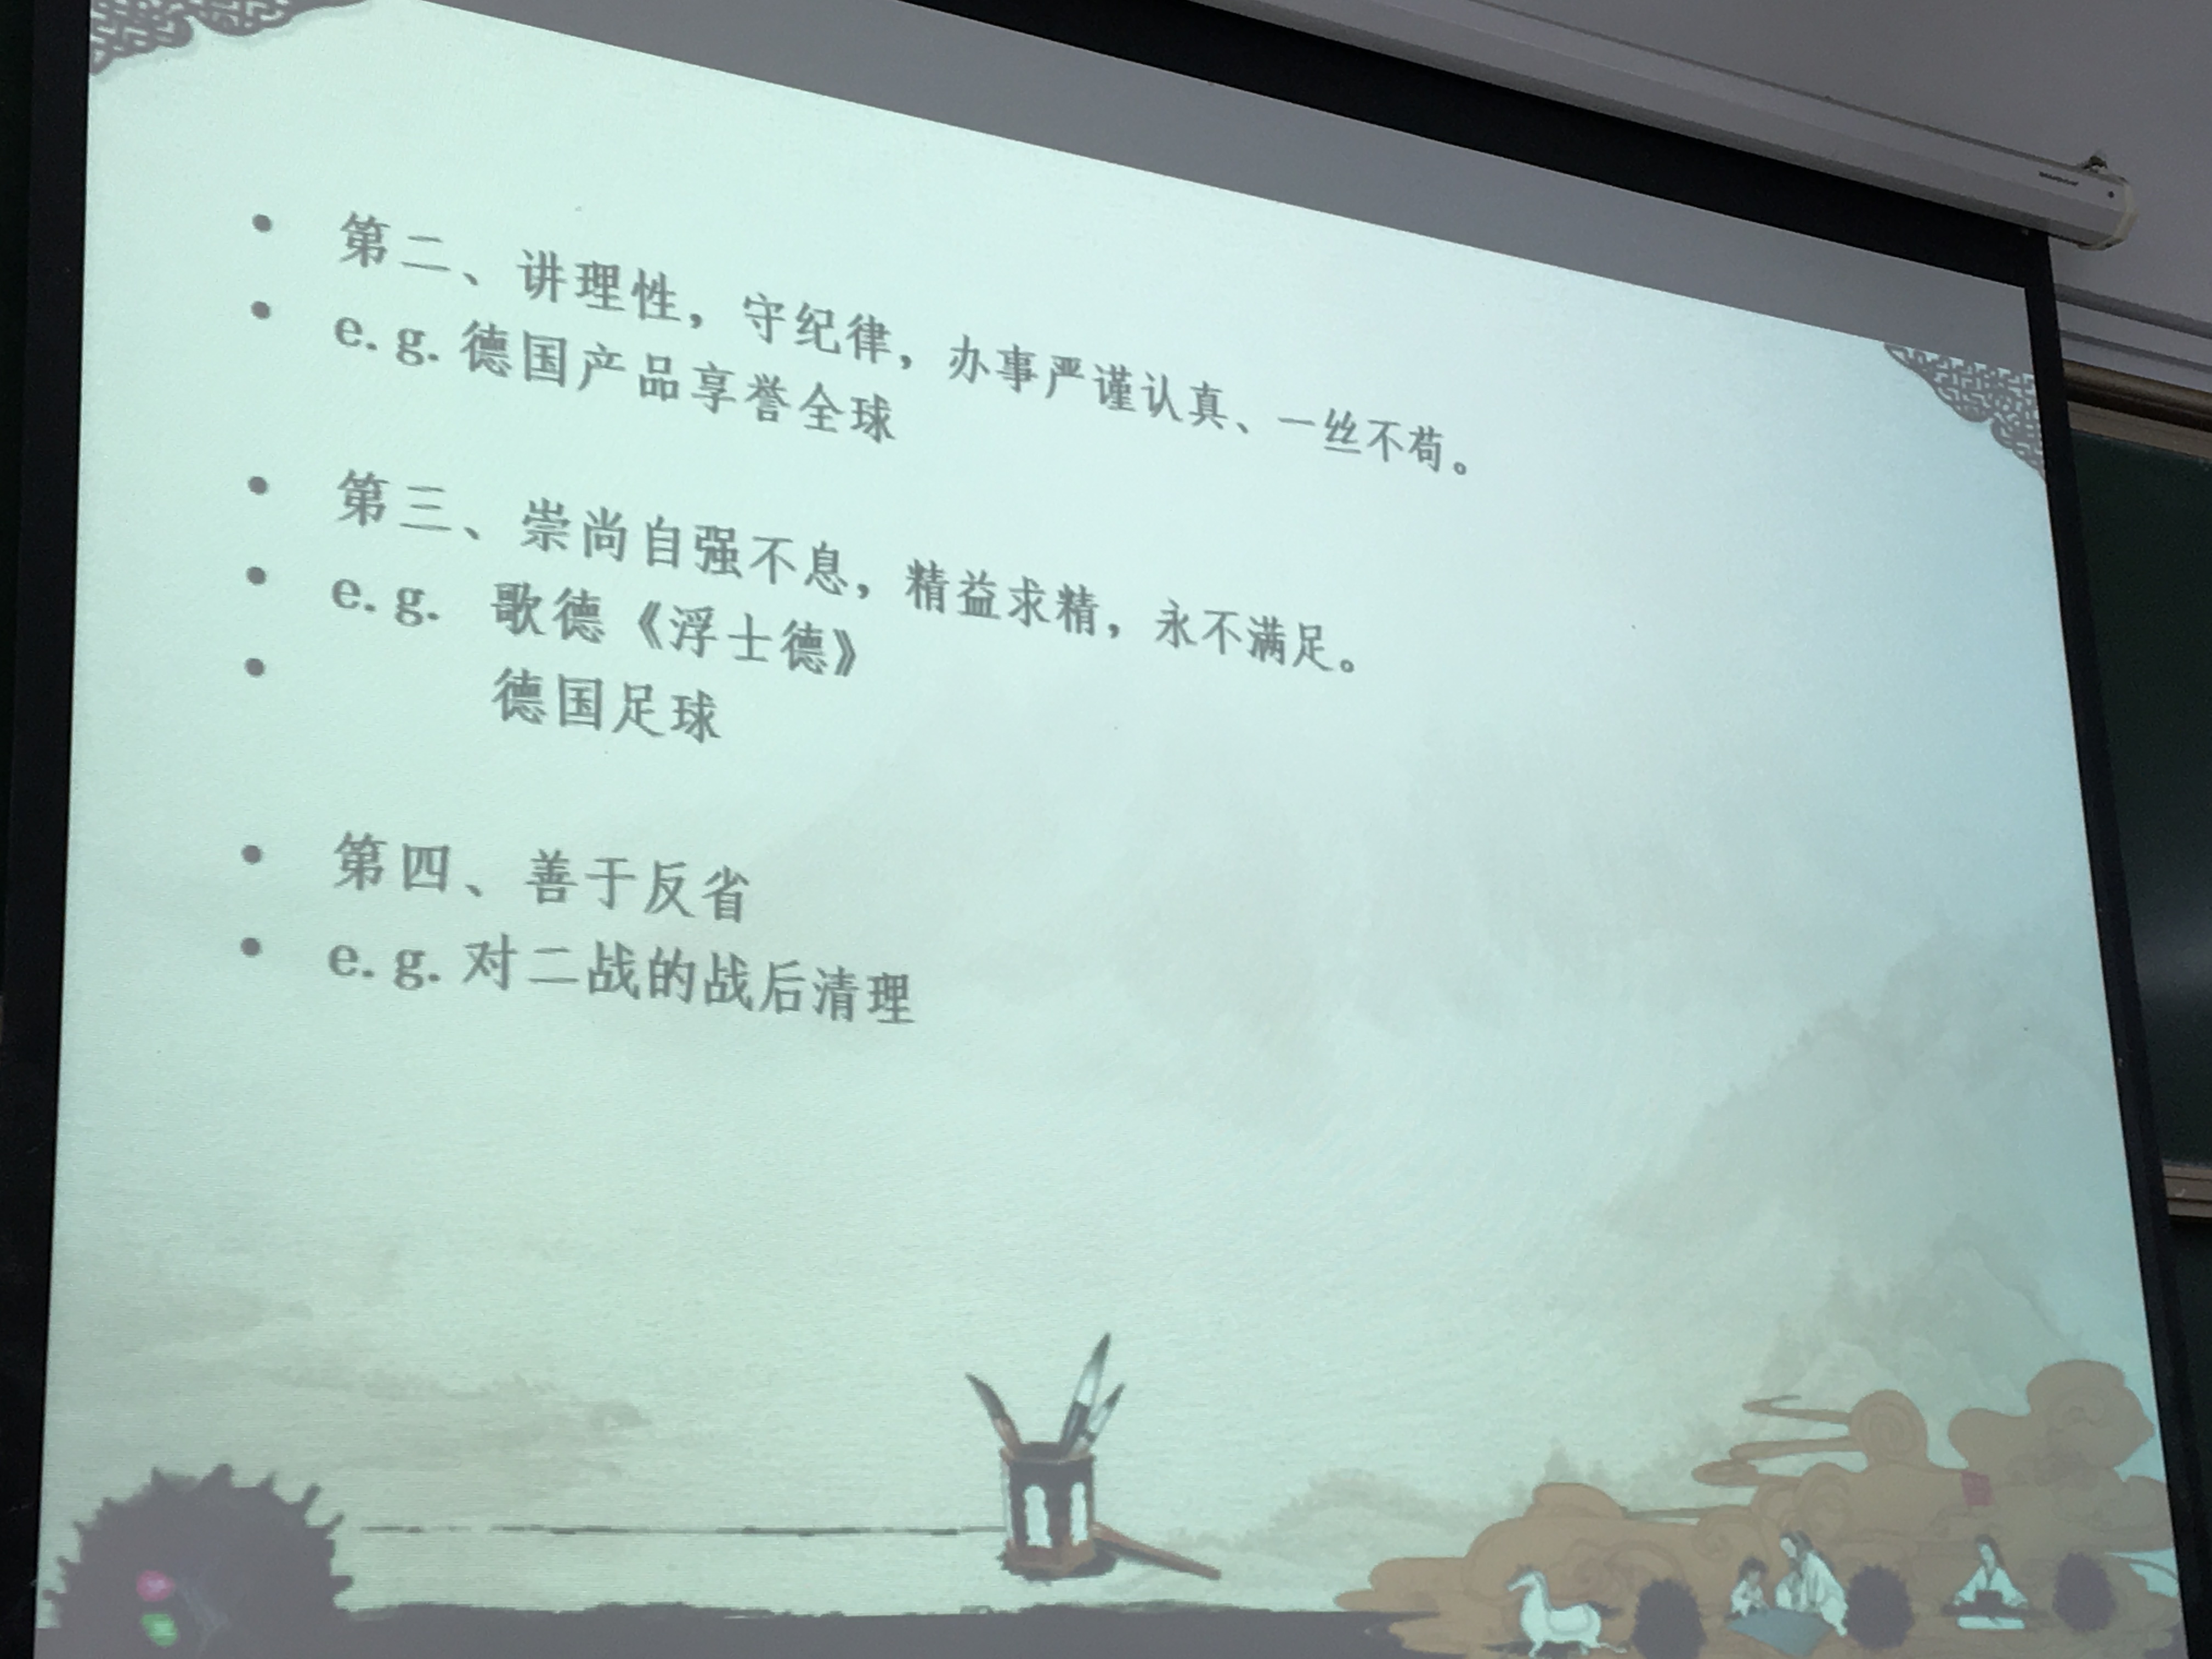 • 第二、讲理性，守纪律，办事严谨认真、一丝不苟。
• e.g.德国产品享誉全球
• 第三、崇尚自强不息，精益求精，永不满足。
• e.g. 歌德《浮士德》
• 德国足球
• 第四、善于反省
• e.g.对二战的战后清理